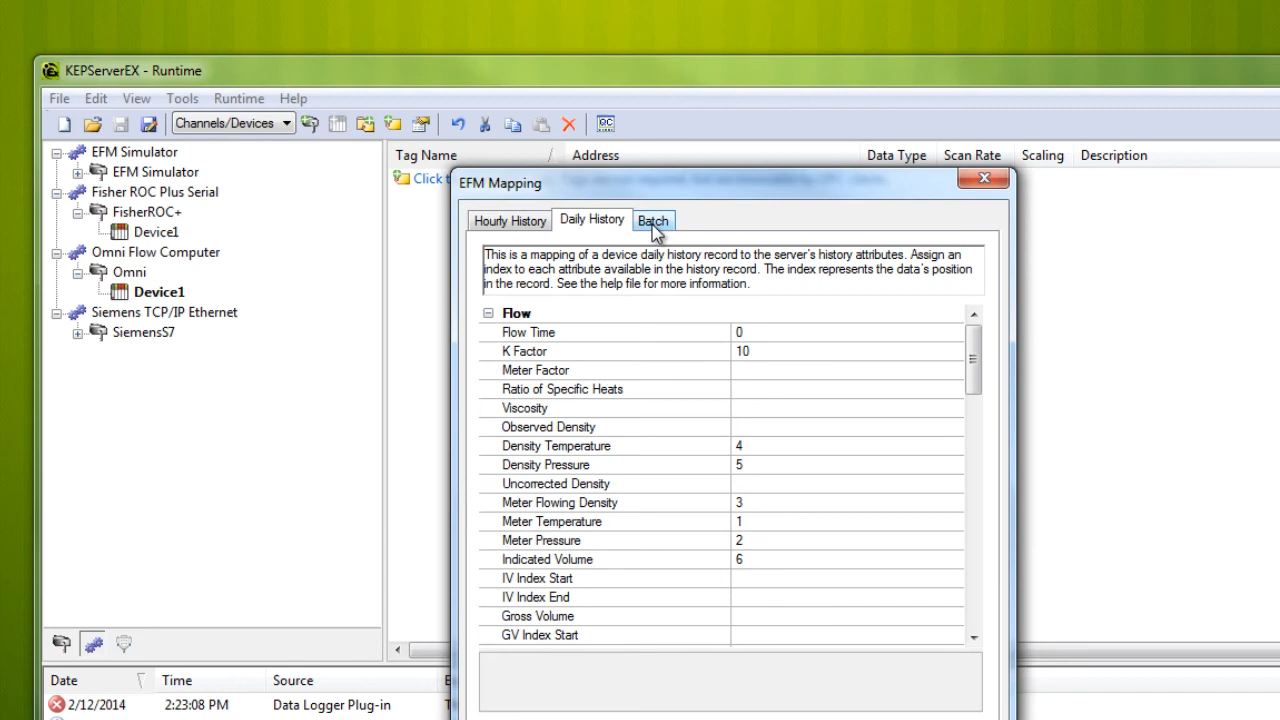 KEPServerEX - Runtime
File Edit View Tools Runtime Help
Channels/Devices
QC
EFM Simulator
EFM Simulator
Fisher ROC Plus Serial
FisherROC+
Device1
Omni Flow Computer
Omni
Device1
Siemens TCP/IP Ethernet
SiemensS7
Tag Name / Address Data Type Scan Rate Scaling Description
Click
EFM Mapping
Hourly History Daily History Batch
This is a mapping of a device daily history record to the server's history attributes. Assign an
index to each attribute available in the history record. The index represents the data's position
in the record. See the help file for more information.
Flow
Flow Time 0
K Factor 10
Meter Factor
Ratio of Specific Heats
Viscosity
Observed Density
Density Temperature 4
Density Pressure 5
Uncorrected Density
Meter Flowing Density 3
Meter Temperature 1
Meter Pressure 2
Indicated Volume 6
IV Index Start
IV Index End
Gross Volume
GV Index Start
Date Time Source
2/12/2014 2:23:08 PM Data Logger Plug-in